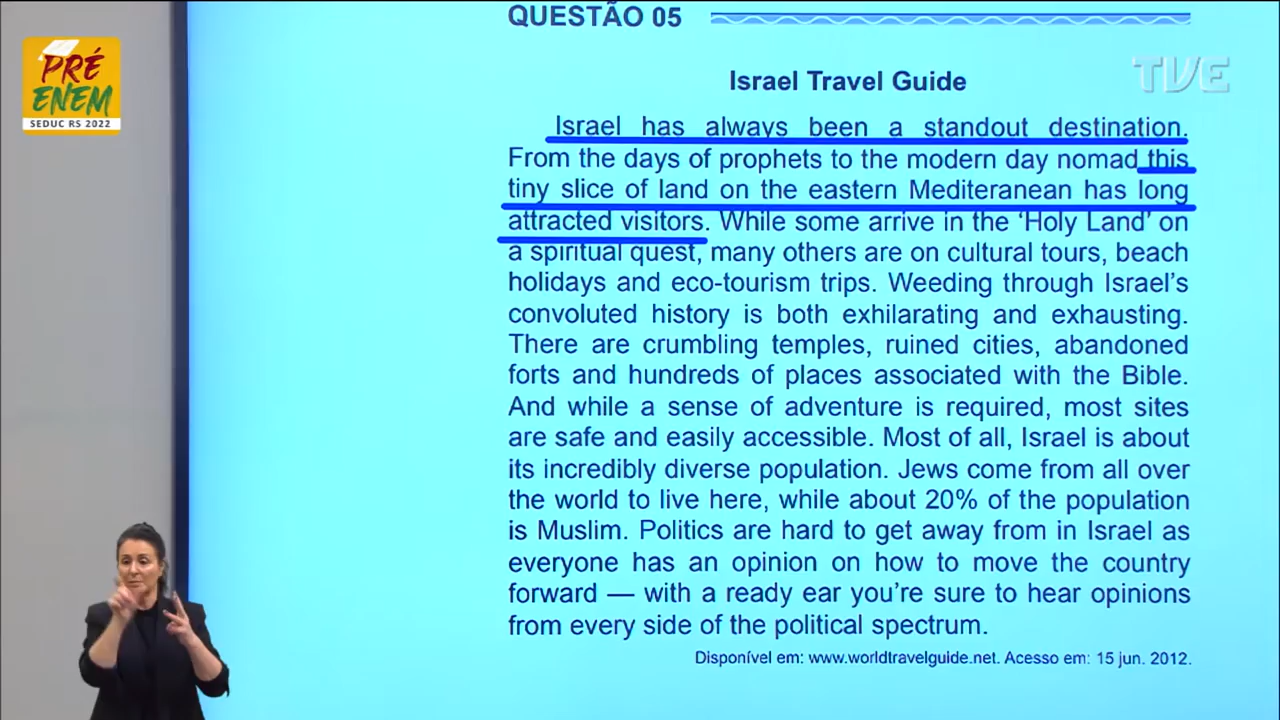 PRÉ
ENEM
SEDUC RS 2022
QUESTÃO 05
TVE
Israel Travel Guide
Israel has always been a standout destination.
From the days of prophets to the modern day nomad this
tiny slice of land on the eastern Mediteranean has long
attracted visitors. While some arrive in the ‘Holy Land’ on
a spiritual quest, many others are on cultural tours, beach
holidays and eco-tourism trips. Weeding through Israel’s
convoluted history is both exhilarating and exhausting.
There are crumbling temples, ruined cities, abandoned
forts and hundreds of places associated with the Bible.
And while a sense of adventure is required, most sites
are safe and easily accessible. Most of all, Israel is about
its incredibly diverse population. Jews come from all over
the world to live here, while about 20% of the population
is Muslim. Politics are hard to get away from in Israel as
everyone has an opinion on how to move the country
forward — with a ready ear you’re sure to hear opinions
from every side of the political spectrum.
Disponível em: www.worldtravelguide.net. Acesso em: 15 jun. 2012.